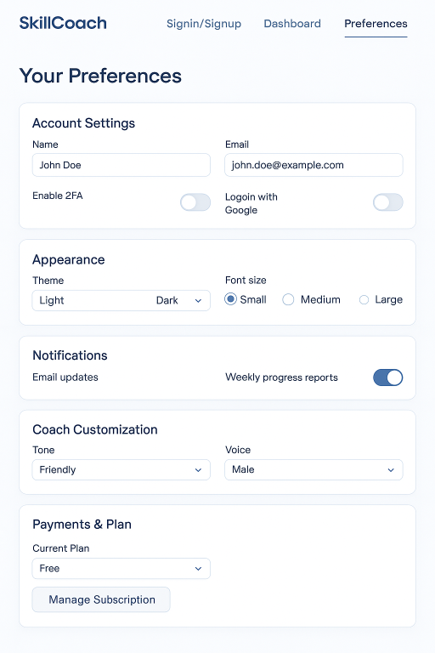 SkillCoach
Signin/Signup Dashboard Preferences
Your Preferences
Account Settings
Name Email
John Doe john.doe@example.com
Enable 2FA Logoin with
Google
Appearance
Theme Font size
Light Dark Small Medium Large
Notifications
Email updates Weekly progress reports
Coach Customization
Tone Voice
Friendly Male
Payments & Plan
Current Plan
Free
Manage Subscription